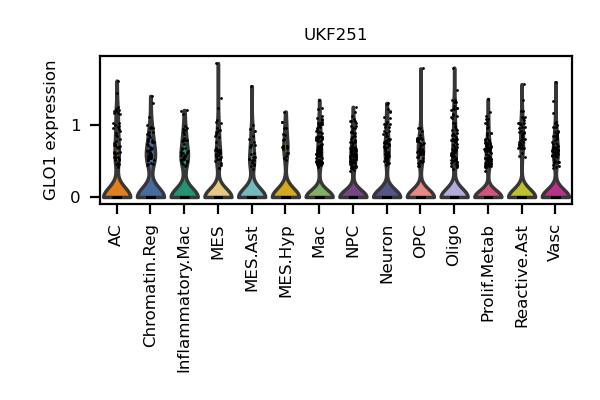 UKF251
GLO1 expression
1
0
AC
Chromatin.Reg
Inflammatory.Mac
MES
MES.Ast
MES.Hyp
Mac
NPC
Neuron
OPC
Oligo
Prolif.Metab
Reactive.Ast
Vasc